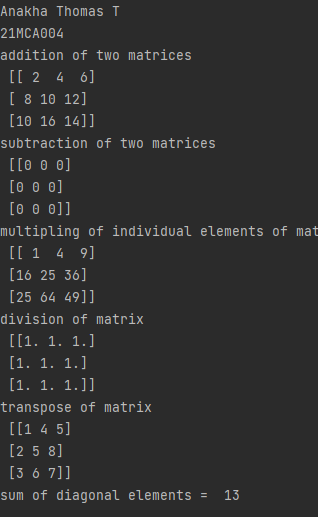 Anakha Thomas T
21MCA004
addition of two matrices
[[ 2  4  6]
[ 8 10 12]
[10 16 14]]
subtraction of two matrices
[[0 0 0]
[0 0 0]
[0 0 0]]
multipling of individual elements of mat
[[ 1  4  9]
[16 25 36]
[25 64 49]]
division of matrix
[[1. 1. 1.]
[1. 1. 1.]
[1. 1. 1.]]
transpose of matrix
[[1 4 5]
[2 5 8]
[3 6 7]]
sum of diagonal elements =  13